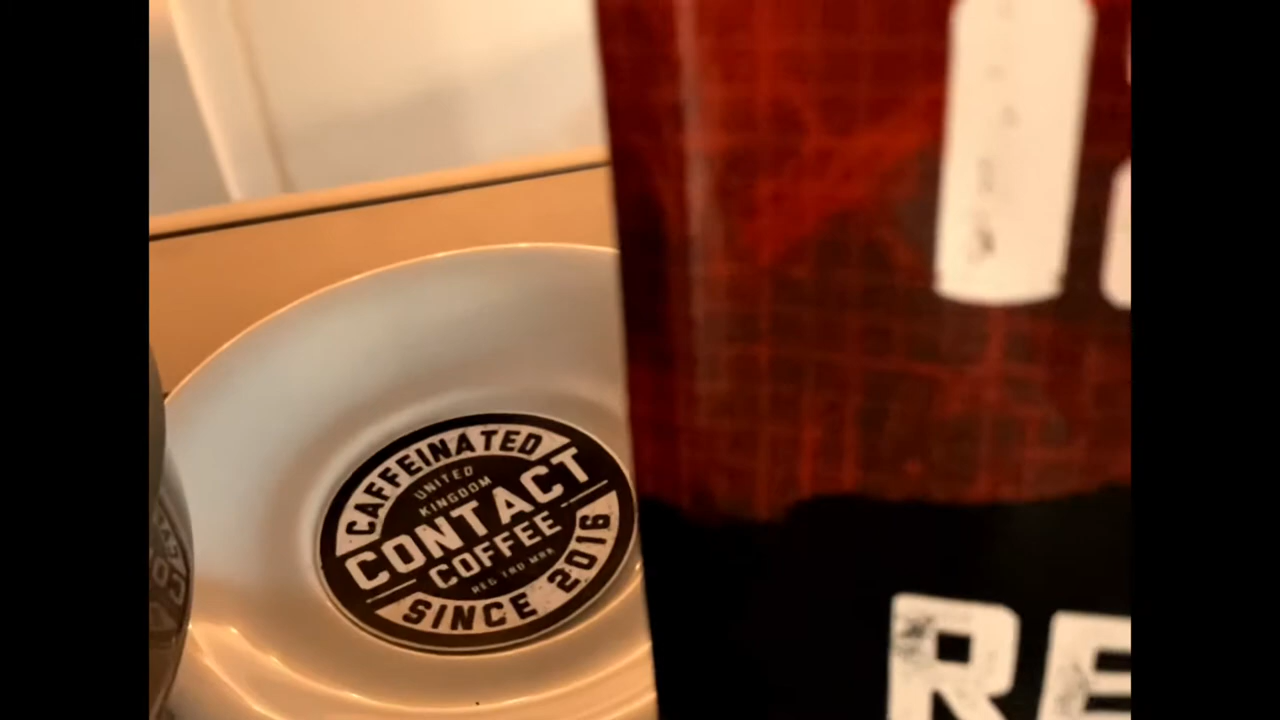 CAFFEINATED
UNITED
KINGDOM
CONTACT
COFFEE
REG TRD MRK
SINCE 2016
RE